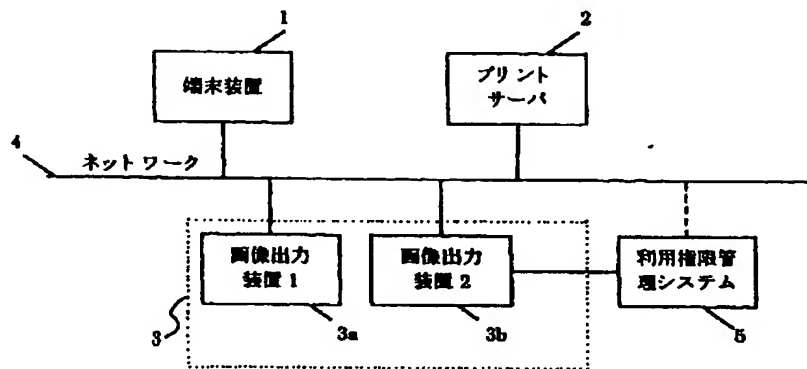 1
2
端末装置
プリント
サーバ
4
ネットワーク
画像出力
装置1
画像出力
装置2
利用権限管
理システム
3
3a
3b
5